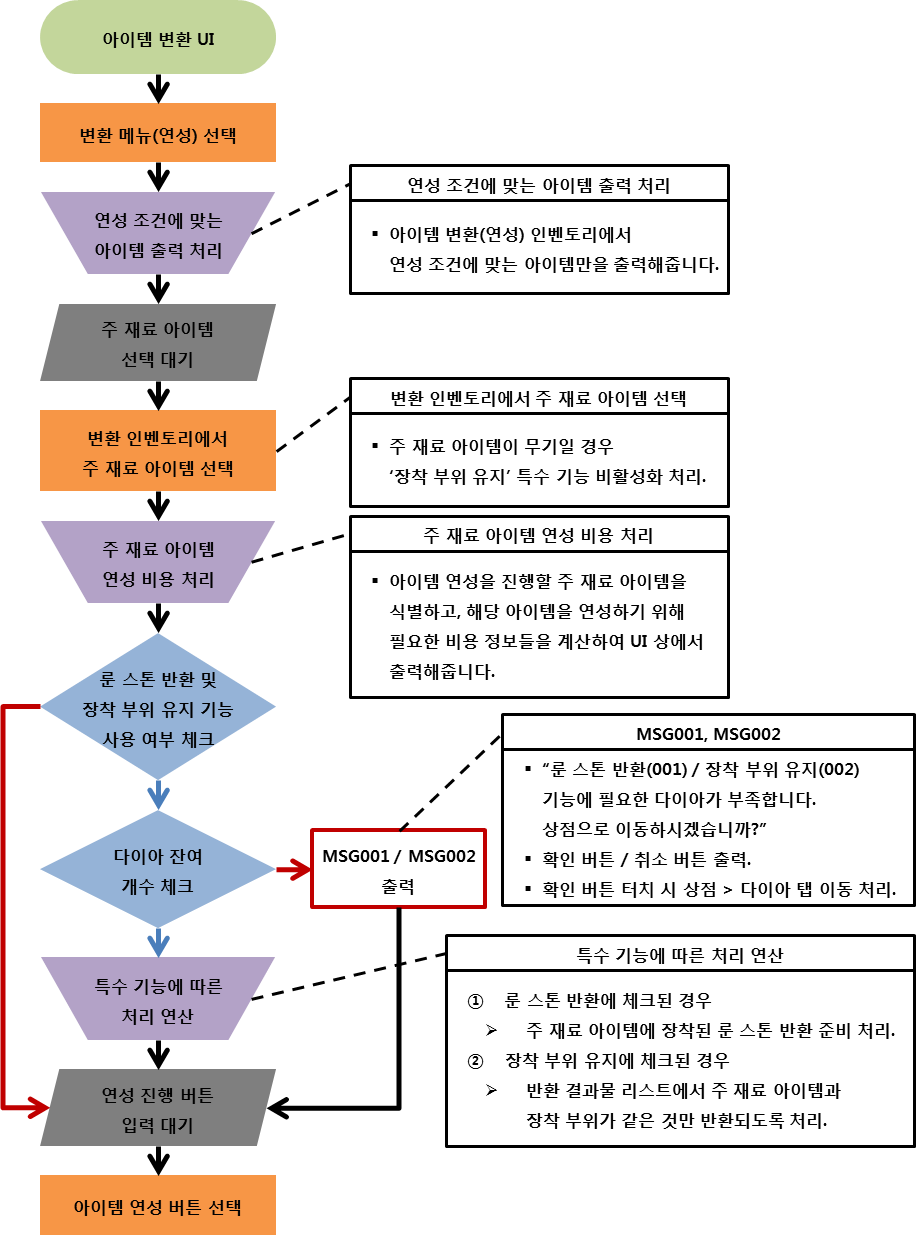 아이템 변환 UI
변환 메뉴(연성) 선택
연성 조건에 맞는
아이템 출력 처리
연성 조건에 맞는 아이템 출력 처리
▪ 아이템 변환(연성) 인벤토리에서
연성 조건에 맞는 아이템만을 출력해줍니다.
주 재료 아이템
선택 대기
변환 인벤토리에서
주 재료 아이템 선택
변환 인벤토리에서 주 재료 아이템 선택
▪ 주 재료 아이템이 무기일 경우
‘장착 부위 유지’ 특수 기능 비활성화 처리.
주 재료 아이템
연성 비용 처리
주 재료 아이템 연성 비용 처리
▪ 아이템 연성을 진행할 주 재료 아이템을
식별하고, 해당 아이템을 연성하기 위해
필요한 비용 정보들을 계산하여 UI 상에서
출력해줍니다.
룬 스톤 반환 및
장착 부위 유지 기능
사용 여부 체크
다이아 잔여
개수 체크
MSG001 / MSG002
출력
MSG001, MSG002
▪ “룬 스톤 반환(001) / 장착 부위 유지(002)
기능에 필요한 다이아가 부족합니다.
상점으로 이동하시겠습니까?”
▪ 확인 버튼 / 취소 버튼 출력.
▪ 확인 버튼 터치 시 상점 > 다이아 탭 이동 처리.
특수 기능에 따른
처리 연산
특수 기능에 따른 처리 연산
① 룬 스톤 반환에 체크된 경우
➢ 주 재료 아이템에 장착된 룬 스톤 반환 준비 처리.
② 장착 부위 유지에 체크된 경우
➢ 반환 결과물 리스트에서 주 재료 아이템과
장착 부위가 같은 것만 반환되도록 처리.
연성 진행 버튼
입력 대기
아이템 연성 버튼 선택